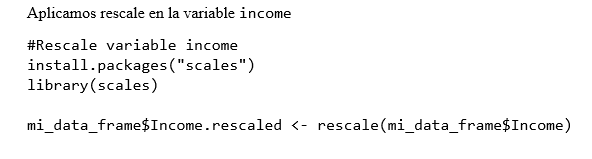 Aplicamos rescale en la variable income
#Rescale variable income
install.packages("scales")
library(scales)
mi_data_frame$Income.rescaled <- rescale(mi_data_frame$Income)